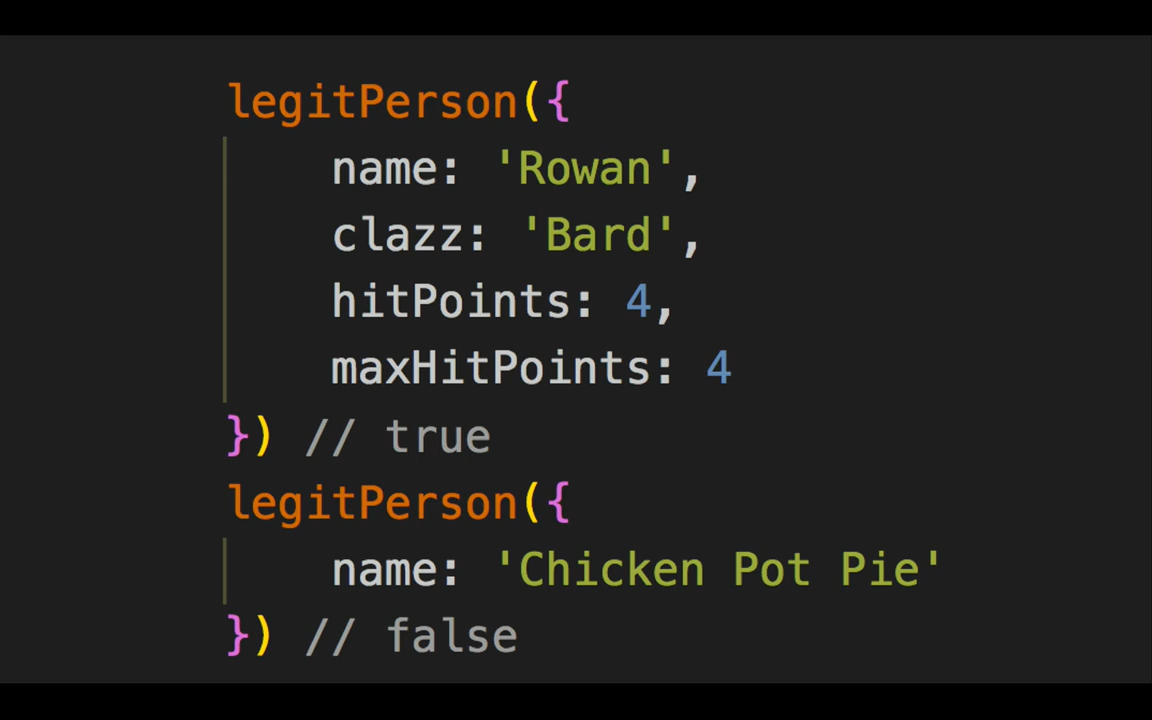 legitPerson({
name: 'Rowan',
clazz: 'Bard',
hitPoints: 4,
maxHitPoints: 4
}) // true
legitPerson({
name: 'Chicken Pot Pie'
}) // false